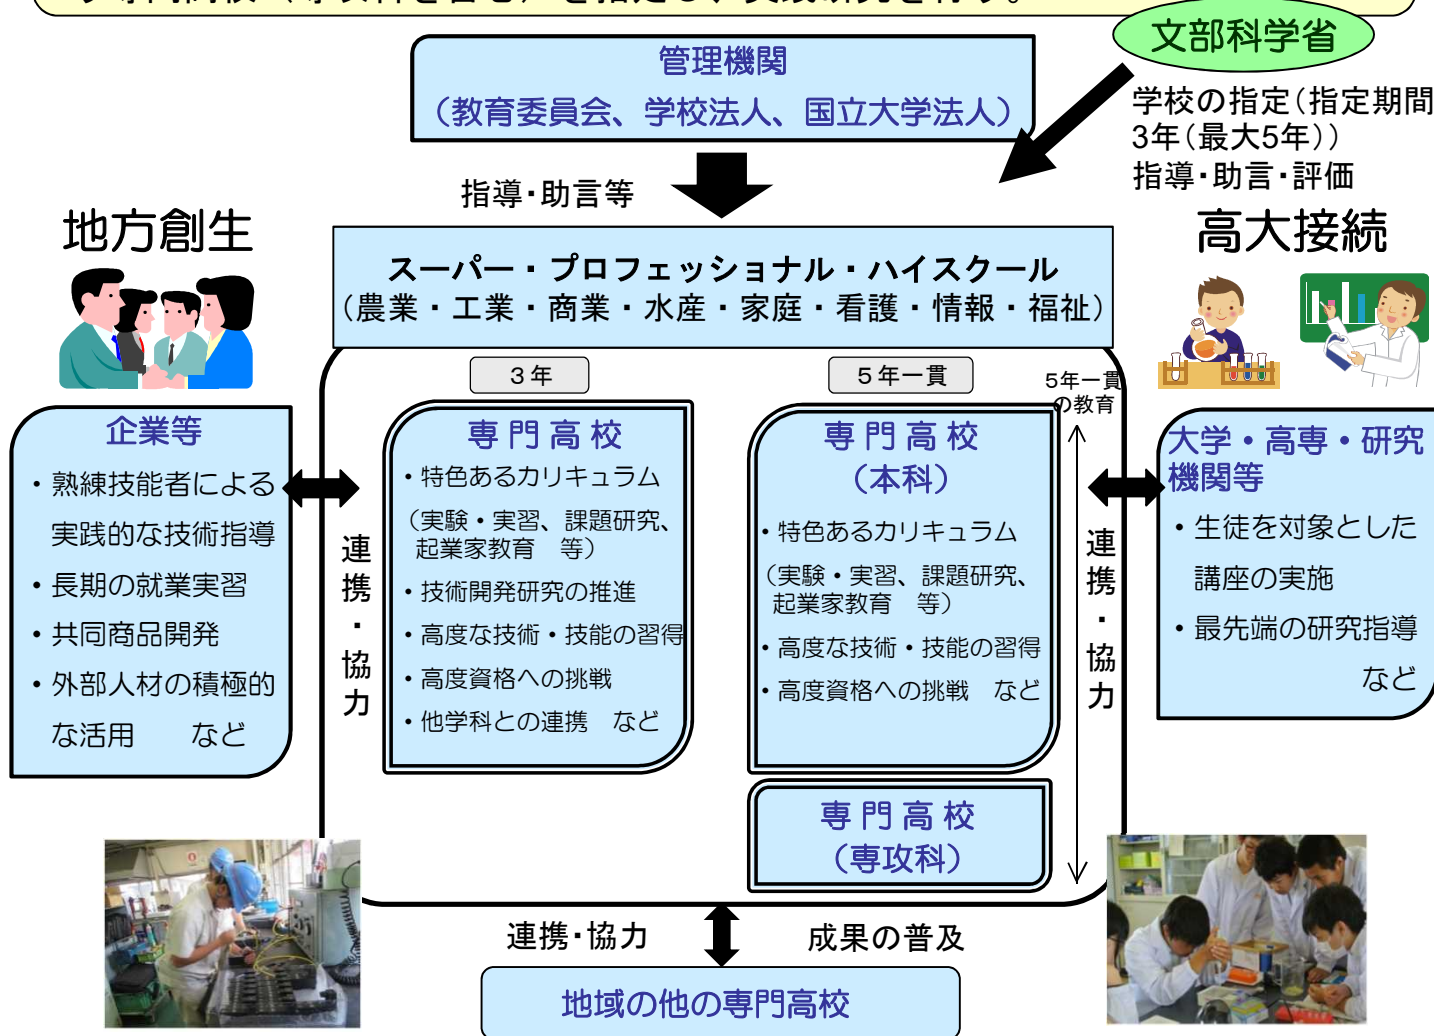 管理機関
（教育委員会、学校法人、国立大学法人）
文部科学省
学校の指定（指定期間
3年（最大5年））
指導・助言・評価
指導・助言等
地方創生
高大接続
スーパー・プロフェッショナル・ハイスクール
（農業・工業・商業・水産・家庭・看護・情報・福祉）
３年
５年一貫
5年一貫
の教育
企業等
・熟練技能者による
実践的な技術指導
・長期の就業実習
・共同商品開発
・外部人材の積極的
な活用　など
連携・協力
専門高校
・特色あるカリキュラム
（実験・実習、課題研究、
起業家教育　等）
・技術開発研究の推進
・高度な技術・技能の習得
・高度資格への挑戦
・他学科との連携　など
専門高校
（本科）
・特色あるカリキュラム
（実験・実習、課題研究、
起業家教育　等）
・高度な技術・技能の習得
・高度資格への挑戦　など
専門高校
（専攻科）
連携・協力
大学・高専・研究
機関等
・生徒を対象とした
講座の実施
・最先端の研究指導
など
連携・協力
成果の普及
地域の他の専門高校